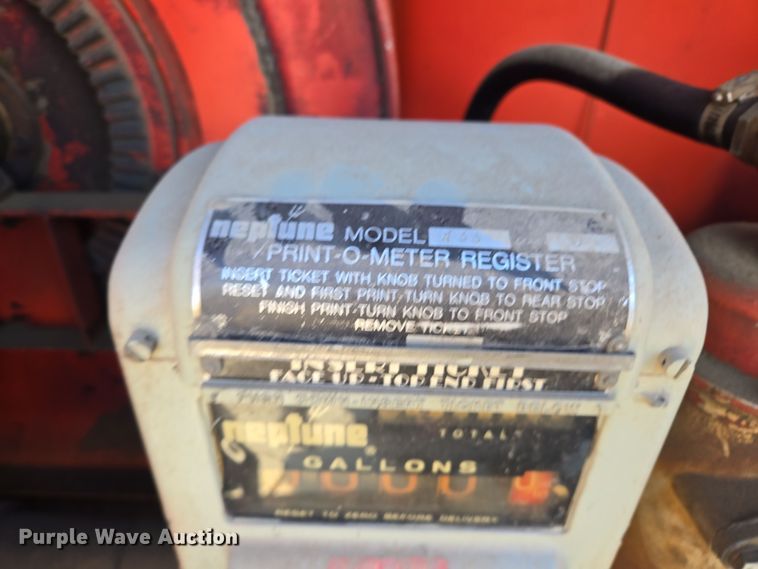 neptune MODEL
PRINT-O-METER REGISTER
INSERT TICKET WITH KNOB TURNED TO FRONT STOP
RESET AND FIRST PRINT-TURN KNOB TO REAR STOP
FINISH PRINT-TURN KNOB TO FRONT STOP
REMOVE TICKET
INSERT TICKET
FACE UP - TOP END FIRST
neptune
TOTAL
GALLONS
RESET TO ZERO BEFORE DELIVERY
Purple Wave Auction